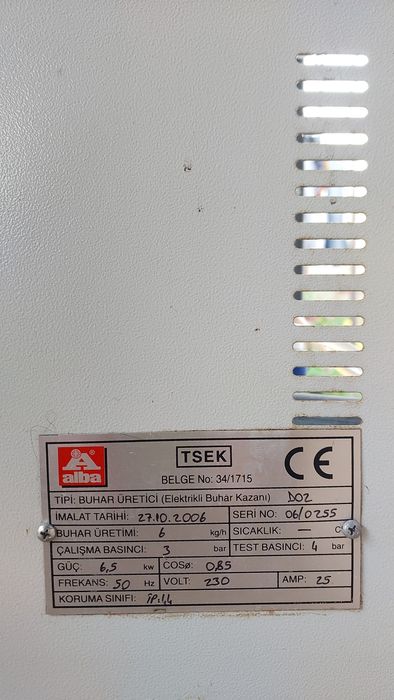 alba
TSEK
BELGE No: 34/1715
CE
TİPİ: BUHAR ÜRETİCİ (Elektrikli Buhar Kazanı) D02
İMALAT TARİHİ: 27.10.2006 SERİ NO: 06/0255
BUHAR ÜRETİMİ: 6 kg/h SICAKLIK: — °C
ÇALIŞMA BASINCI: 3 bar TEST BASINCI: 4 bar
GÜÇ: 6,5 kw COSø: 0,85
FREKANS: 50 Hz VOLT: 230 AMP: 25
KORUMA SINIFI: İP:44